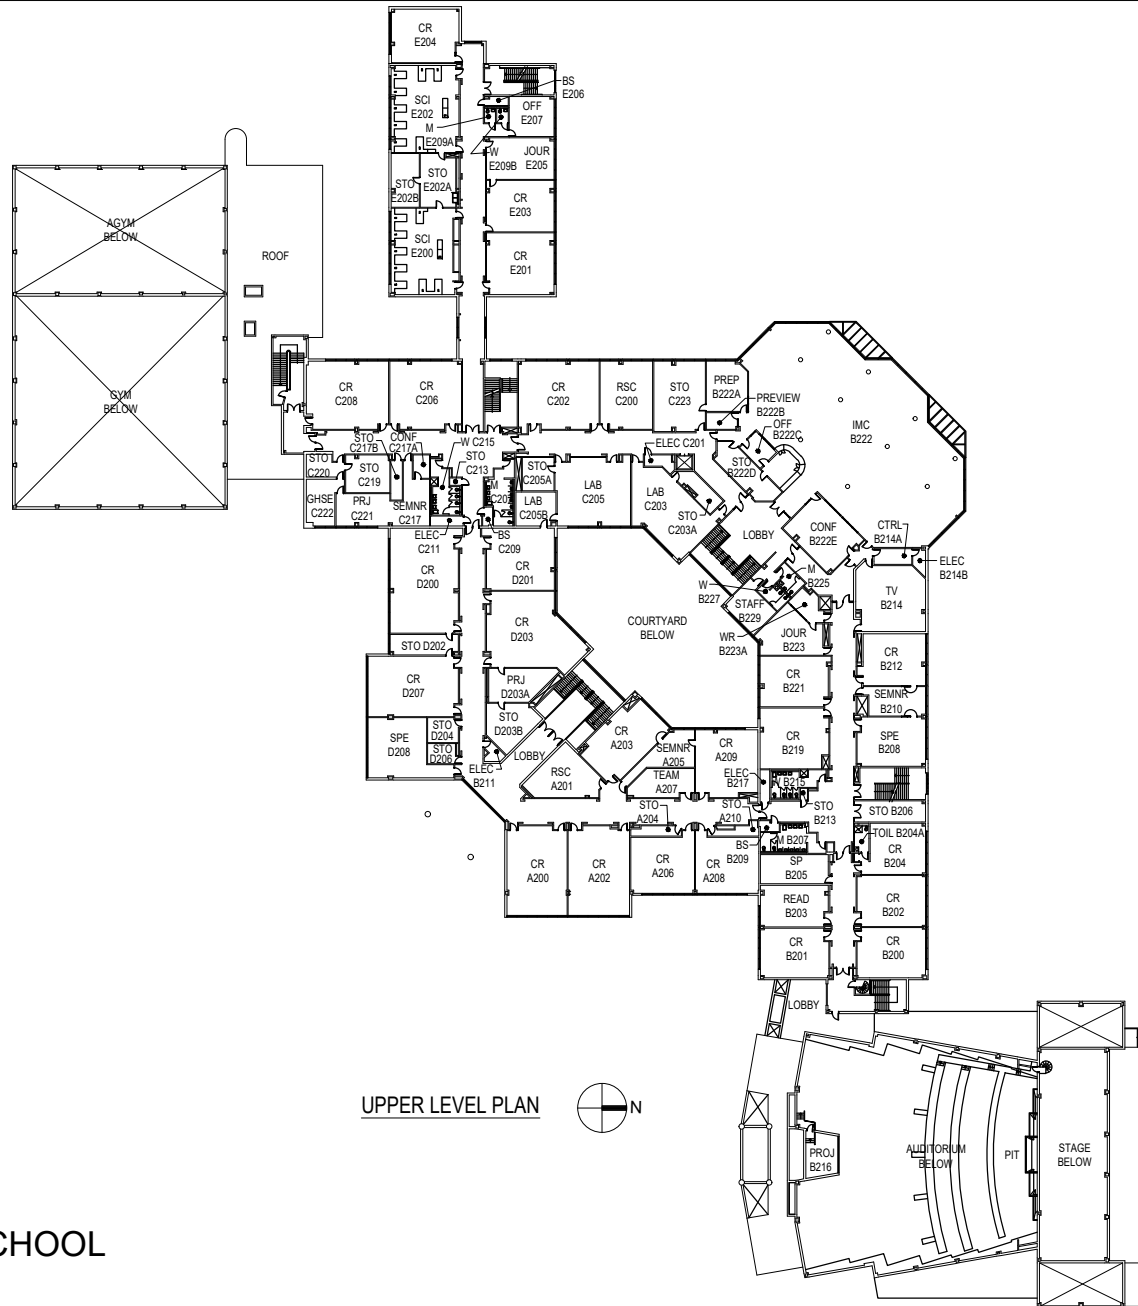 CR
E204
BS
E206
SCI
E202
OFF
E207
M
E209A
W
E209B
JOUR
E205
STO
E202A
STO
E202B
CR
E203
AGYM
BELOW
SCI
E200
CR
E201
ROOF
GYM
BELOW
CR
C208
CR
C206
CR
C202
RSC
C200
STO
C223
PREP
B222A
PREVIEW
B222B
OFF
B222C
IMC
B222
STO
C217B
CONF
C217A
W C215
STO
C213
ELEC C201
STO
C220
STO
C219
STO
C205A
STO
B222D
LAB
C205
LAB
C203
GHSE
C222
PRJ
C221
SEMNR
C217
M
C207
LAB
C205B
STO
C203A
LOBBY
CONF
B222E
CTRL
B214A
ELEC
C211
BS
C209
ELEC
B214B
CR
D200
CR
D201
M
B225
W
B227
TV
B214
STAFF
B229
COURTYARD
BELOW
CR
D203
WR
B223A
JOUR
B223
STO D202
CR
B212
CR
D207
PRJ
D203A
CR
B221
SEMNR
B210
STO
D203B
STO
D204
SPE
D208
STO
D206
CR
A203
SEMNR
A205
CR
A209
CR
B219
SPE
B208
LOBBY
ELEC
B211
RSC
A201
TEAM
A207
ELEC
B217
W B215
STO
A204
STO
A210
STO
B213
STO B206
BS
B209
M B207
TOIL B204A
CR
B204
CR
A200
CR
A202
CR
A206
CR
A208
SP
B205
READ
B203
CR
B202
CR
B201
CR
B200
LOBBY
UPPER LEVEL PLAN
N
PROJ
B216
AUDITORIUM
BELOW
PIT
STAGE
BELOW
CHOOL